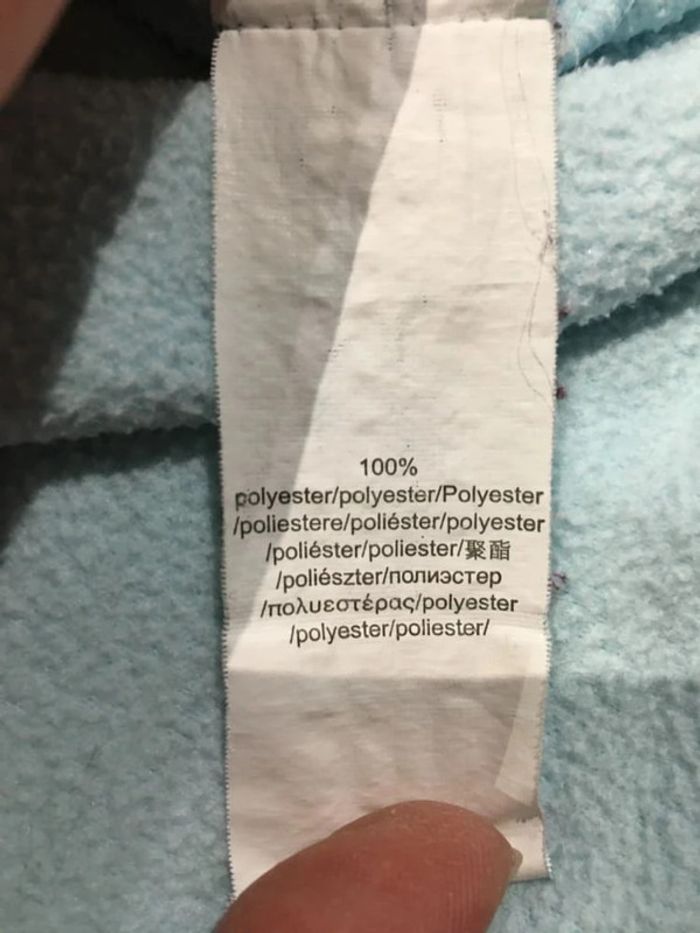 100%
polyester/polyester/Polyester
/poliestere/poliéster/polyester
/poliéster/poliester/聚酯
/poliészter/полиэстер
/πολυεστέρας/polyester
/polyester/poliester/